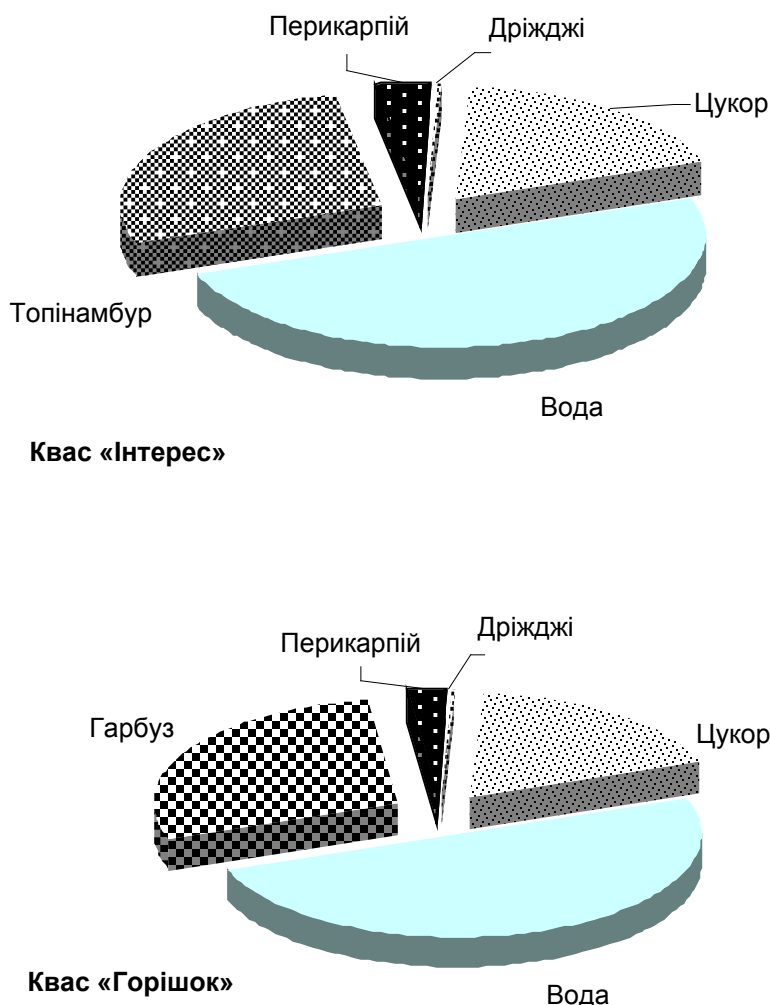 Перикарпій
Дріжджі
Цукор
Топінамбур
Вода
Квас «Інтерес»
Перикарпій
Дріжджі
Гарбуз
Цукор
Квас «Горішок»
Вода